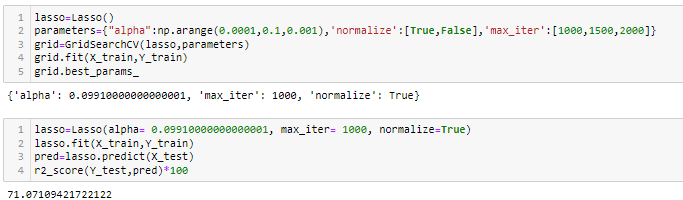 1 lasso=Lasso()
2 parameters={"alpha":np.arange(0.0001,0.1,0.001),'normalize':[True,False],'max_iter':[1000,1500,2000]}
3 grid=GridSearchCV(lasso,parameters)
4 grid.fit(X_train,Y_train)
5 grid.best_params_
{'alpha': 0.09910000000000001, 'max_iter': 1000, 'normalize': True}
1 lasso=Lasso(alpha= 0.09910000000000001, max_iter= 1000, normalize=True)
2 lasso.fit(X_train,Y_train)
3 pred=lasso.predict(X_test)
4 r2_score(Y_test,pred)*100
71.07109421722122